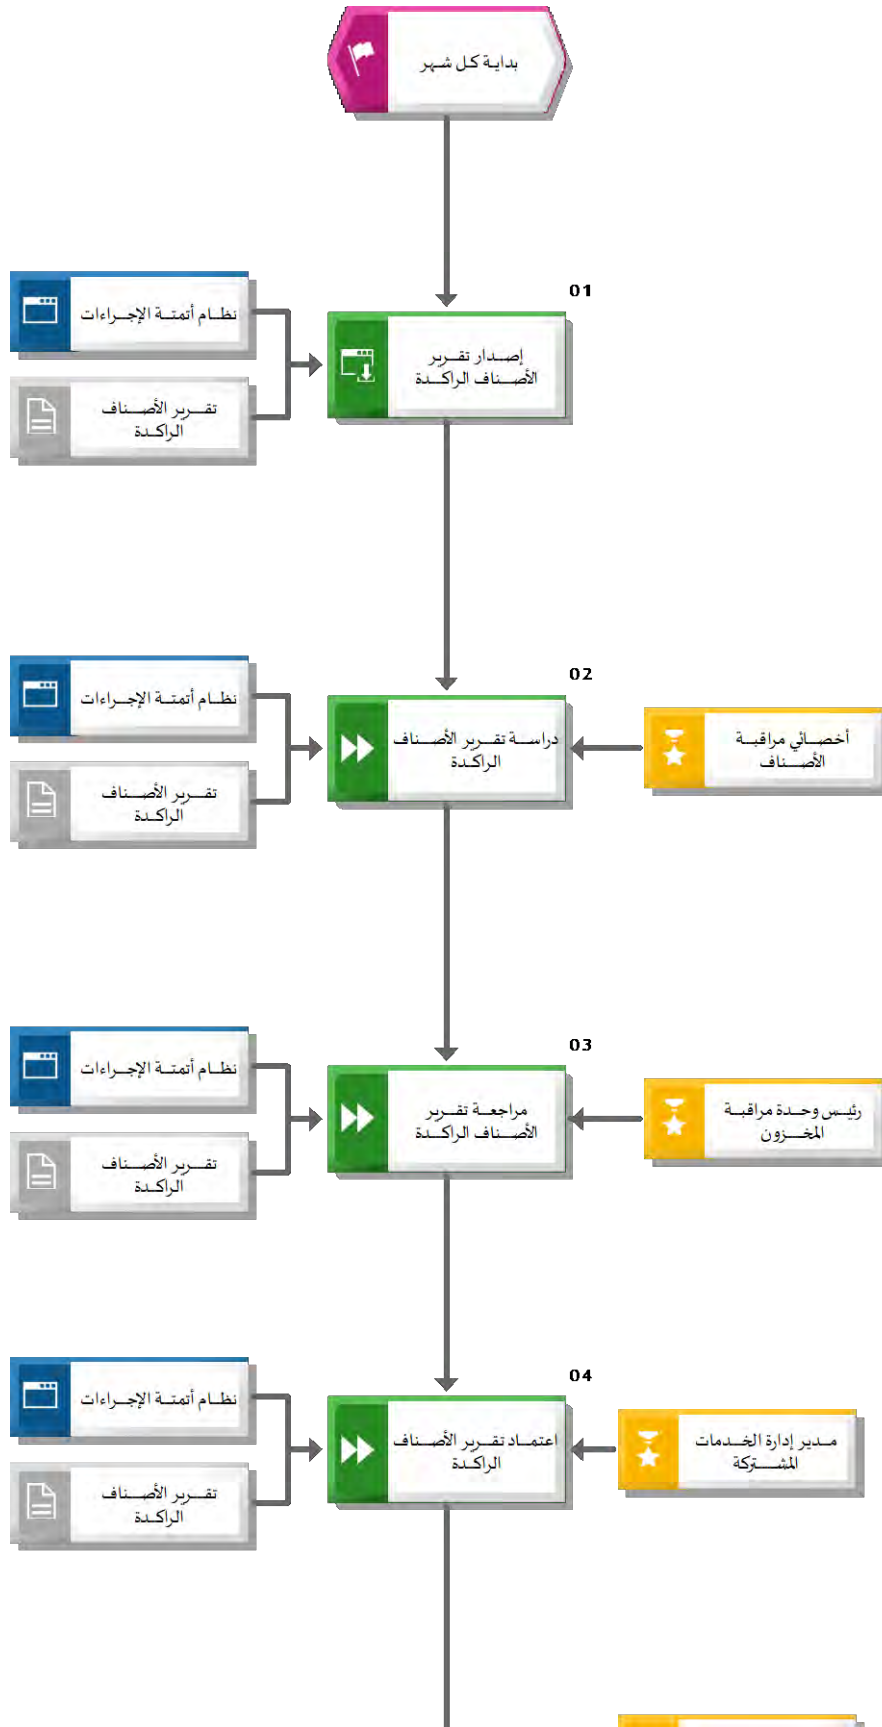 بداية كل شهر
01
إصدار تقرير
الأصناف الراكدة
نظام أتمتة الإجراءات
تقرير الأصناف
الراكدة
02
أخصائي مراقبة
الأصناف
دراسة تقرير الأصناف
الراكدة
نظام أتمتة الإجراءات
تقرير الأصناف
الراكدة
03
رئيس وحدة مراقبة
المخزون
مراجعة تقرير
الأصناف الراكدة
نظام أتمتة الإجراءات
تقرير الأصناف
الراكدة
04
مدير إدارة الخدمات
المشتركة
اعتماد تقرير الأصناف
الراكدة
نظام أتمتة الإجراءات
تقرير الأصناف
الراكدة